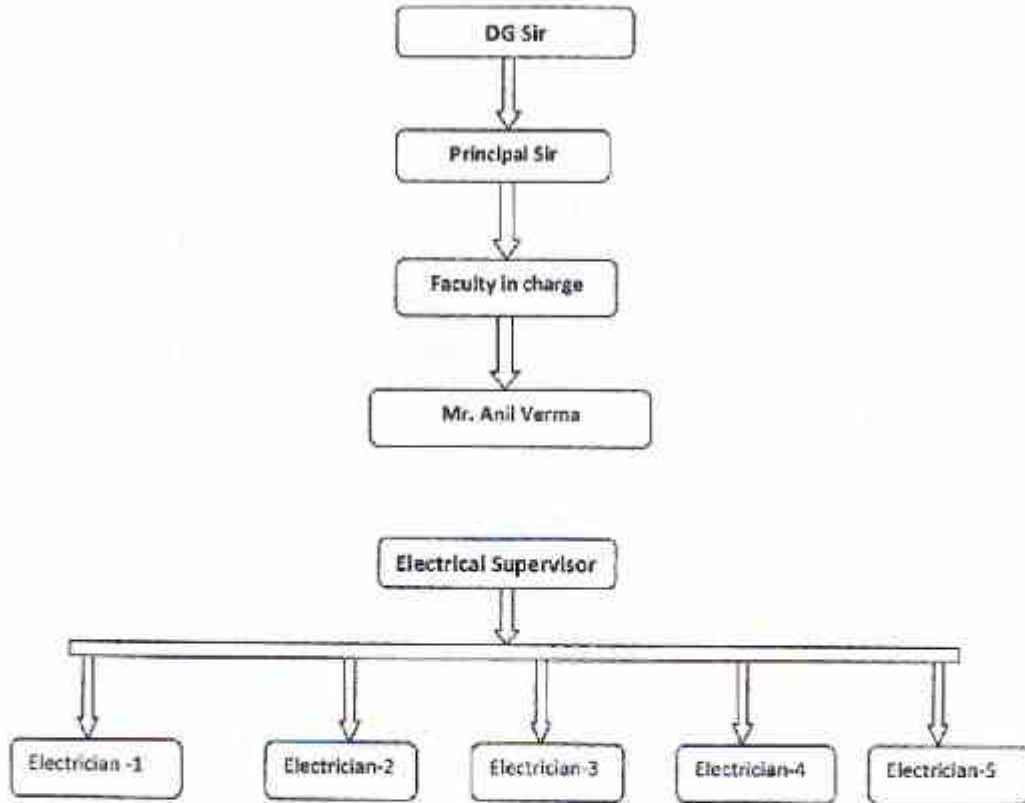 DG Sir
Principal Sir
Faculty in charge
Mr. Anil Verma
Electrical Supervisor
Electrician -1
Electrician-2
Electrician-3
Electrician-4
Electrician-5